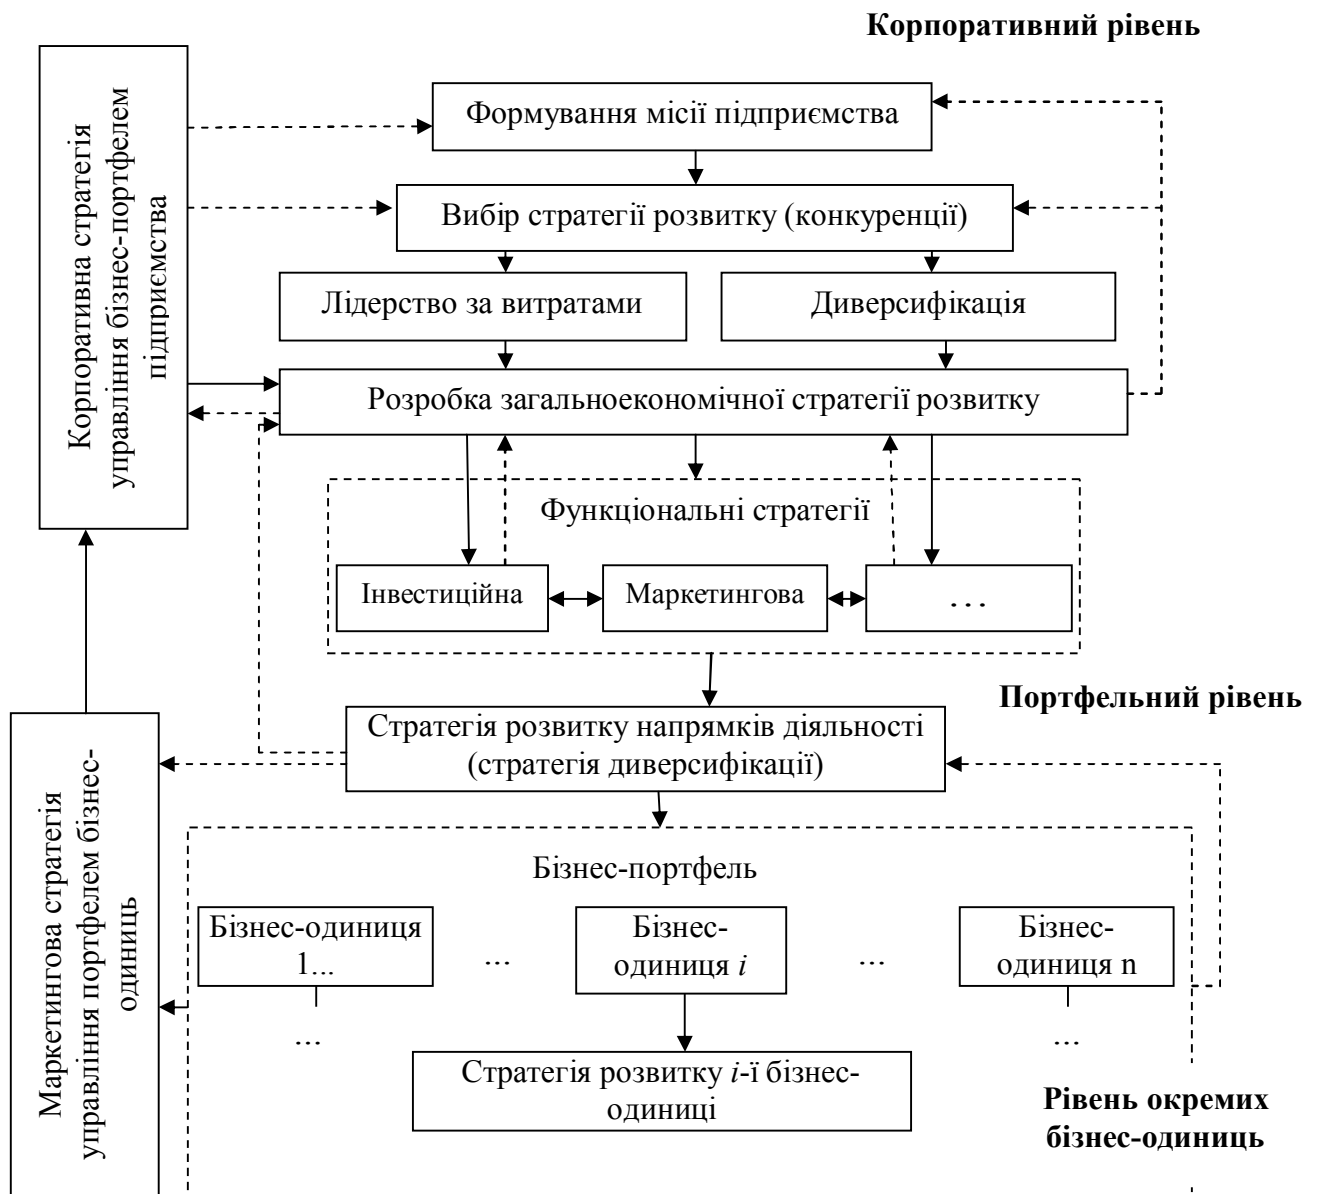 Корпоративний рівень
Корпоративна стратегія
управління бізнес-портфелем
підприємства
Формування місії підприємства
Вибір стратегії розвитку (конкуренції)
Лідерство за витратами
Диверсифікація
Розробка загальноекономічної стратегії розвитку
Функціональні стратегії
Інвестиційна
Маркетингова
...
Портфельний рівень
Стратегія розвитку напрямків діяльності
(стратегія диверсифікації)
Маркетингова стратегія
управління портфелем бізнес-
одиниць
Бізнес-портфель
Бізнес-одиниця
1...
...
Бізнес-
одиниця i
...
Бізнес-
одиниця n
...
...
Стратегія розвитку i-ї бізнес-
одиниці
Рівень окремих
бізнес-одиниць